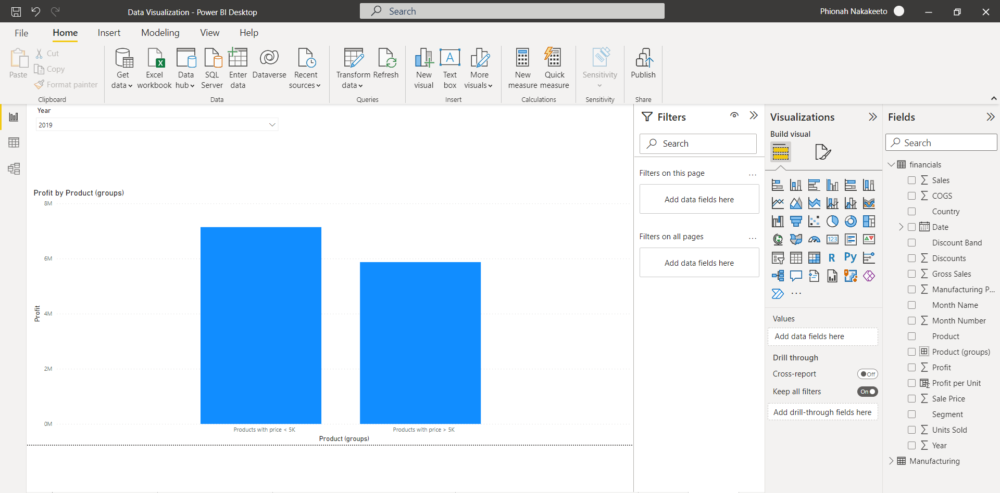 Data Visualization - Power BI Desktop
Search
Phionah Nakakeeto
File
Home
Insert
Modeling
View
Help
Paste
Cut
Copy
Format painter
Clipboard
Get data
Excel workbook
Data hub
SQL Server
Enter data
Dataverse
Recent sources
Data
Transform data
Refresh
Queries
New visual
Text box
More visuals
Insert
New measure
Quick measure
Calculations
Sensitivity
Sensitivity
Publish
Share
Year
2019
Profit by Product (groups)
8M
6M
4M
2M
0M
Profit
Products with price < 5K
Products with price > 5K
Product (groups)
Filters
Search
Filters on this page
...
Add data fields here
Filters on all pages
...
Add data fields here
Visualizations
Build visual
123
R
Py
...
Values
Add data fields here
Drill through
Cross-report
Off
Keep all filters
On
Add drill-through fields here
Fields
Search
financials
Sales
COGS
Country
Date
Discount Band
Discounts
Gross Sales
Manufacturing P...
Month Name
Month Number
Product
Product (groups)
Profit
Profit per Unit
Sale Price
Segment
Units Sold
Year
Manufacturing